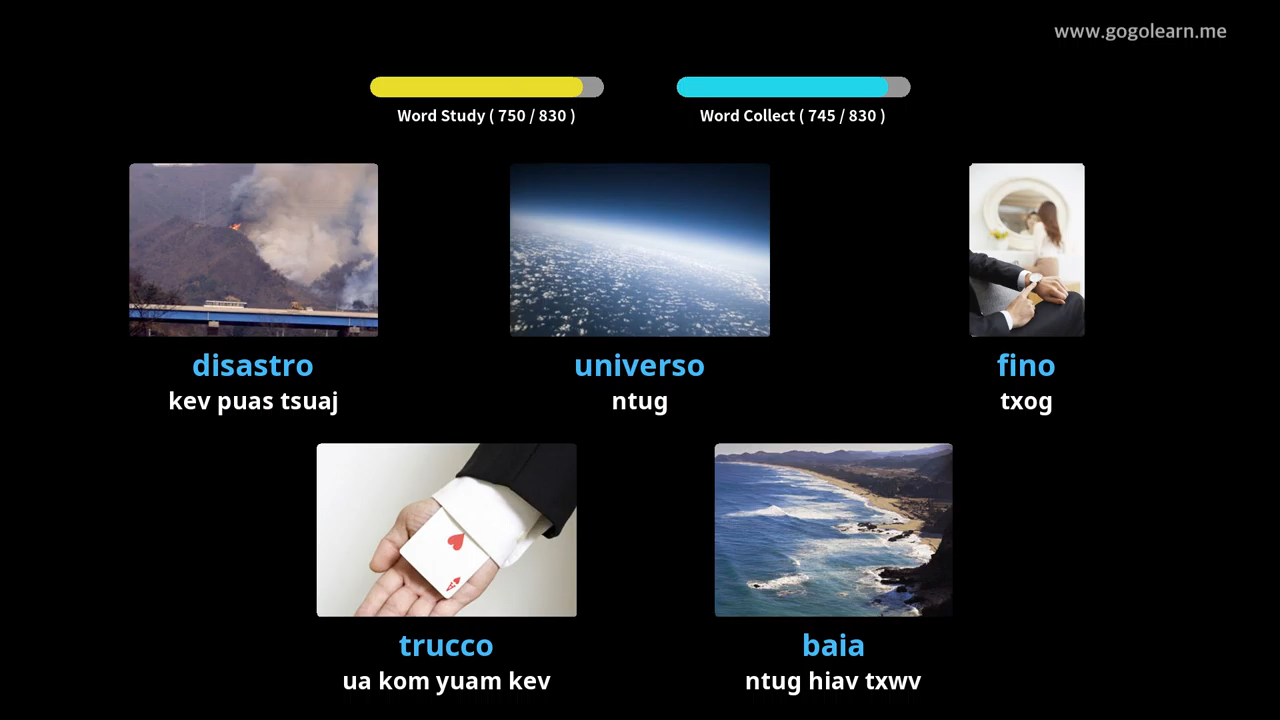 www.gogolearn.me
Word Study ( 750 / 830 )
Word Collect ( 745 / 830 )
disastro
kev puas tsuaj
universo
ntug
fino
txog
trucco
ua kom yuam kev
baia
ntug hiav txwv